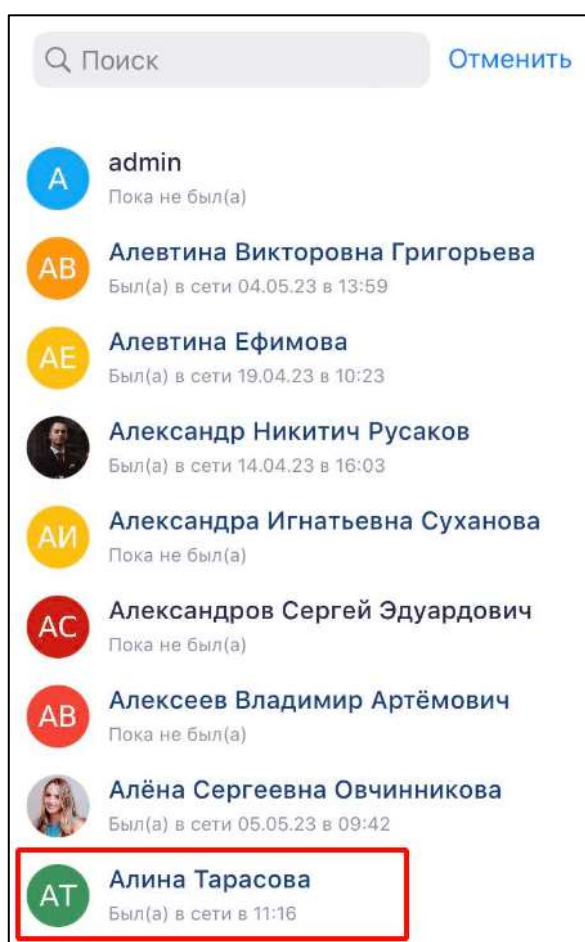 Поиск Отменить
A
admin
Пока не был(а)
АВ
Алевтина Викторовна Григорьева
Был(а) в сети 04.05.23 в 13:59
АЕ
Алевтина Ефимова
Был(а) в сети 19.04.23 в 10:23
Александр Никитич Русаков
Был(а) в сети 14.04.23 в 16:03
АИ
Александра Игнатьевна Суханова
Пока не был(а)
АС
Александров Сергей Эдуардович
Пока не был(а)
АВ
Алексеев Владимир Артёмович
Пока не был(а)
Алёна Сергеевна Овчинникова
Был(а) в сети 05.05.23 в 09:42
АТ
Алина Тарасова
Был(а) в сети в 11:16